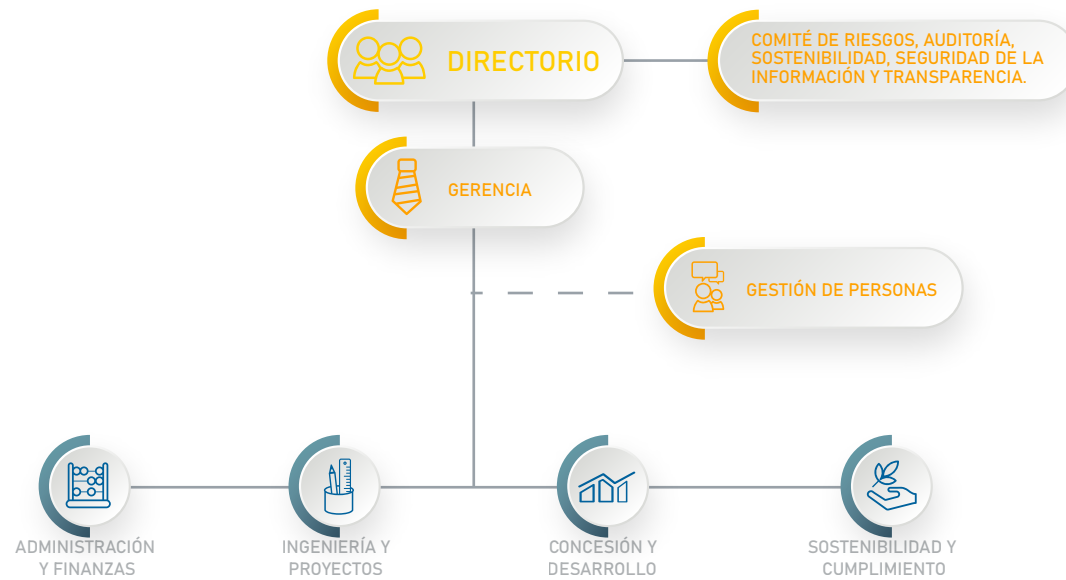 DIRECTORIO
COMITÉ DE RIESGOS, AUDITORÍA,
SOSTENIBILIDAD, SEGURIDAD DE LA
INFORMACIÓN Y TRANSPARENCIA.
GERENCIA
GESTIÓN DE PERSONAS
ADMINISTRACIÓN
Y FINANZAS
INGENIERÍA Y
PROYECTOS
CONCESIÓN Y
DESARROLLO
SOSTENIBILIDAD Y
CUMPLIMIENTO